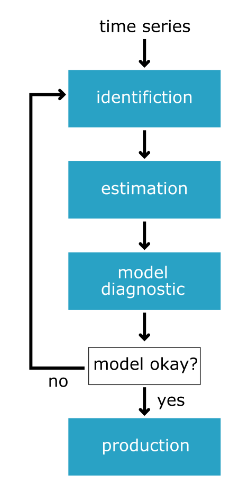 time series
identifiction
estimation
model
diagnostic
model okay?
no
yes
production